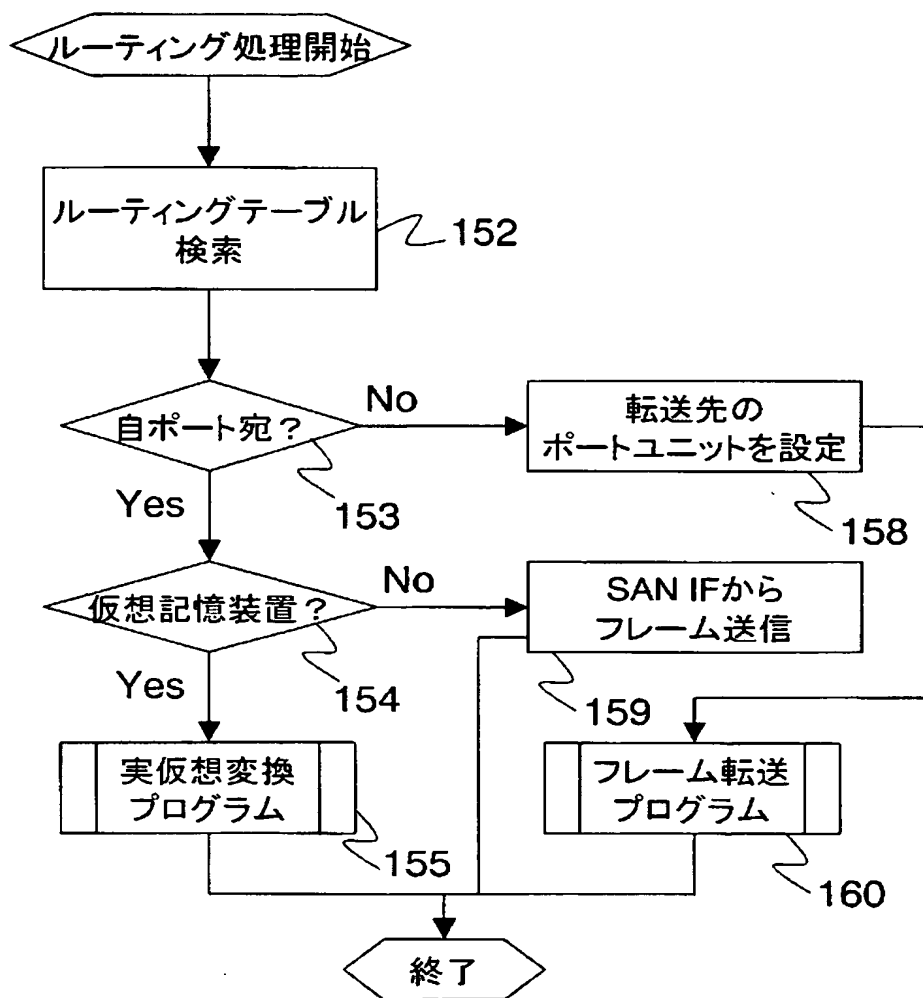 ルーティング処理開始
ルーティングテーブル
検索
152
自ポート宛?
No
153
Yes
転送先の
ポートユニットを設定
158
仮想記憶装置?
No
154
Yes
SAN IFから
フレーム送信
159
実仮想変換
プログラム
155
フレーム転送
プログラム
160
終了